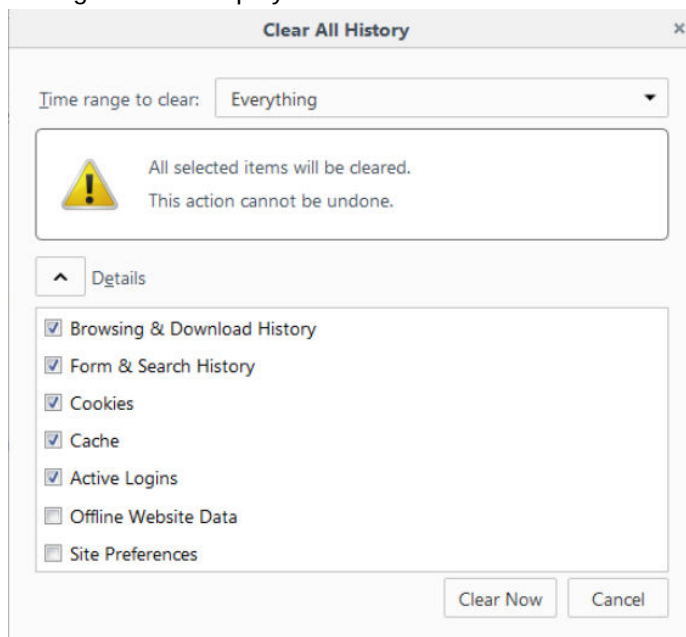 Clear All History
Time range to clear: Everything
All selected items will be cleared.
This action cannot be undone.
Details
Browsing & Download History
Form & Search History
Cookies
Cache
Active Logins
Offline Website Data
Site Preferences
Clear Now Cancel